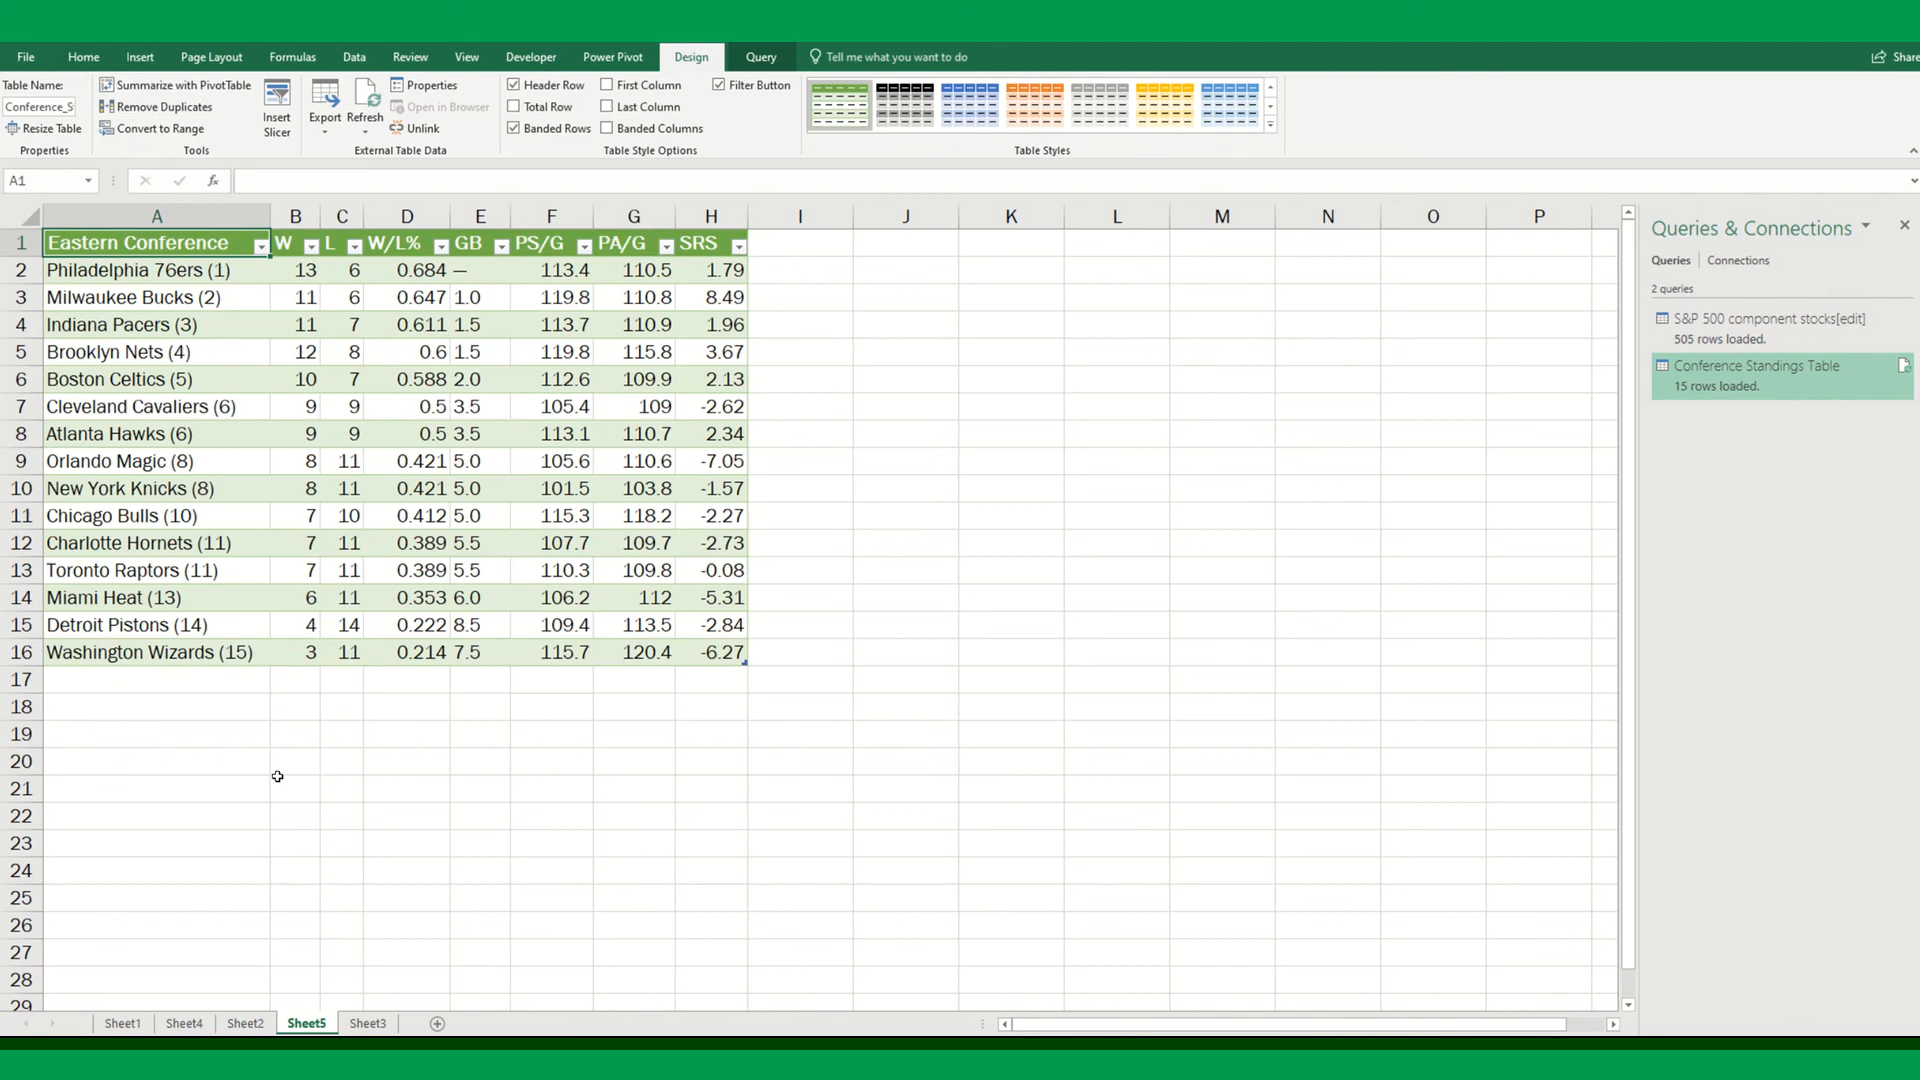 File Home Insert Page Layout Formulas Data Review View Developer Power Pivot Design Query Tell me what you want to do Share
Table Name: Summarize with PivotTable Properties Header Row First Column Filter Button
Conference_S Remove Duplicates Insert Slicer Export Refresh Open in Browser Total Row Last Column
Resize Table Convert to Range Unlink Banded Rows Banded Columns
Properties Tools External Table Data Table Style Options Table Styles
A1 fx
A B C D E F G H I J K L M N O P
1 Eastern Conference W L W/L% GB PS/G PA/G SRS
2 Philadelphia 76ers (1) 13 6 0.684 — 113.4 110.5 1.79
3 Milwaukee Bucks (2) 11 6 0.647 1.0 119.8 110.8 8.49
4 Indiana Pacers (3) 11 7 0.611 1.5 113.7 110.9 1.96
5 Brooklyn Nets (4) 12 8 0.6 1.5 119.8 115.8 3.67
6 Boston Celtics (5) 10 7 0.588 2.0 112.6 109.9 2.13
7 Cleveland Cavaliers (6) 9 9 0.5 3.5 105.4 109 -2.62
8 Atlanta Hawks (6) 9 9 0.5 3.5 113.1 110.7 2.34
9 Orlando Magic (8) 8 11 0.421 5.0 105.6 110.6 -7.05
10 New York Knicks (8) 8 11 0.421 5.0 101.5 103.8 -1.57
11 Chicago Bulls (10) 7 10 0.412 5.0 115.3 118.2 -2.27
12 Charlotte Hornets (11) 7 11 0.389 5.5 107.7 109.7 -2.73
13 Toronto Raptors (11) 7 11 0.389 5.5 110.3 109.8 -0.08
14 Miami Heat (13) 6 11 0.353 6.0 106.2 112 -5.31
15 Detroit Pistons (14) 4 14 0.222 8.5 109.4 113.5 -2.84
16 Washington Wizards (15) 3 11 0.214 7.5 115.7 120.4 -6.27
17
18
19
20
21
22
23
24
25
26
27
28
29
Queries & Connections
Queries Connections
2 queries
S&P 500 component stocks[edit]
505 rows loaded.
Conference Standings Table
15 rows loaded.
Sheet1 Sheet4 Sheet2 Sheet5 Sheet3